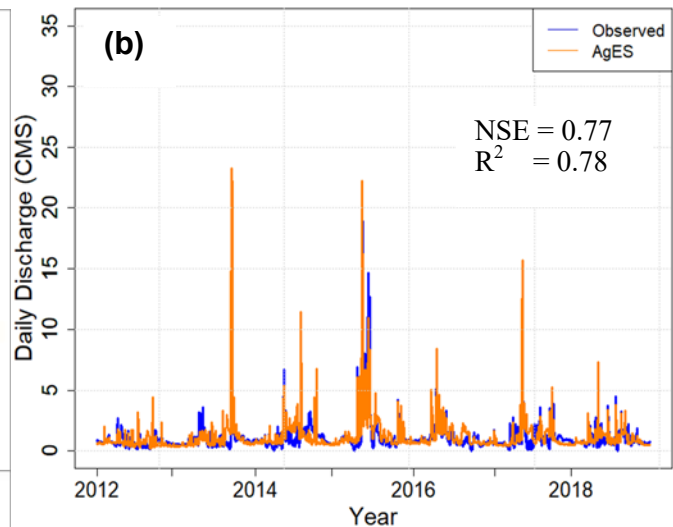 (b)
Observed
AgES
NSE = 0.77
R² = 0.78
Daily Discharge (CMS)
35
30
25
20
15
10
5
0
2012 2014 2016 2018
Year